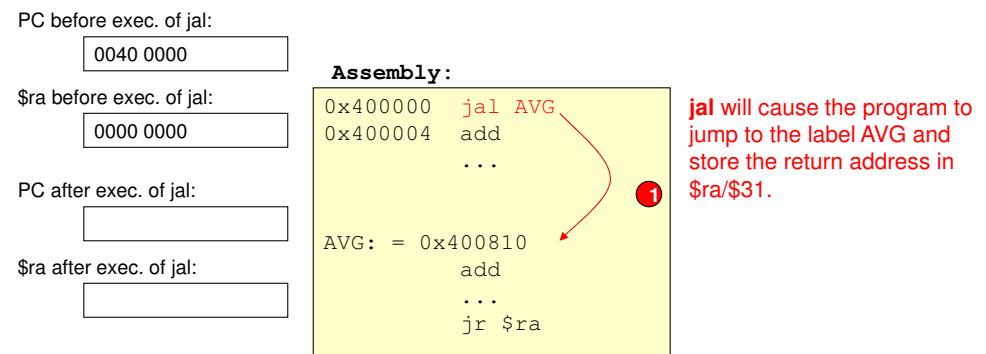 PC before exec. of jal:
0040 0000
$ra before exec. of jal:
0000 0000
PC after exec. of jal:
$ra after exec. of jal:
Assembly:
0x400000 jal AVG
0x400004 add
...
AVG: = 0x400810
add
...
jr $ra
1
jal will cause the program to
jump to the label AVG and
store the return address in
$ra/$31.